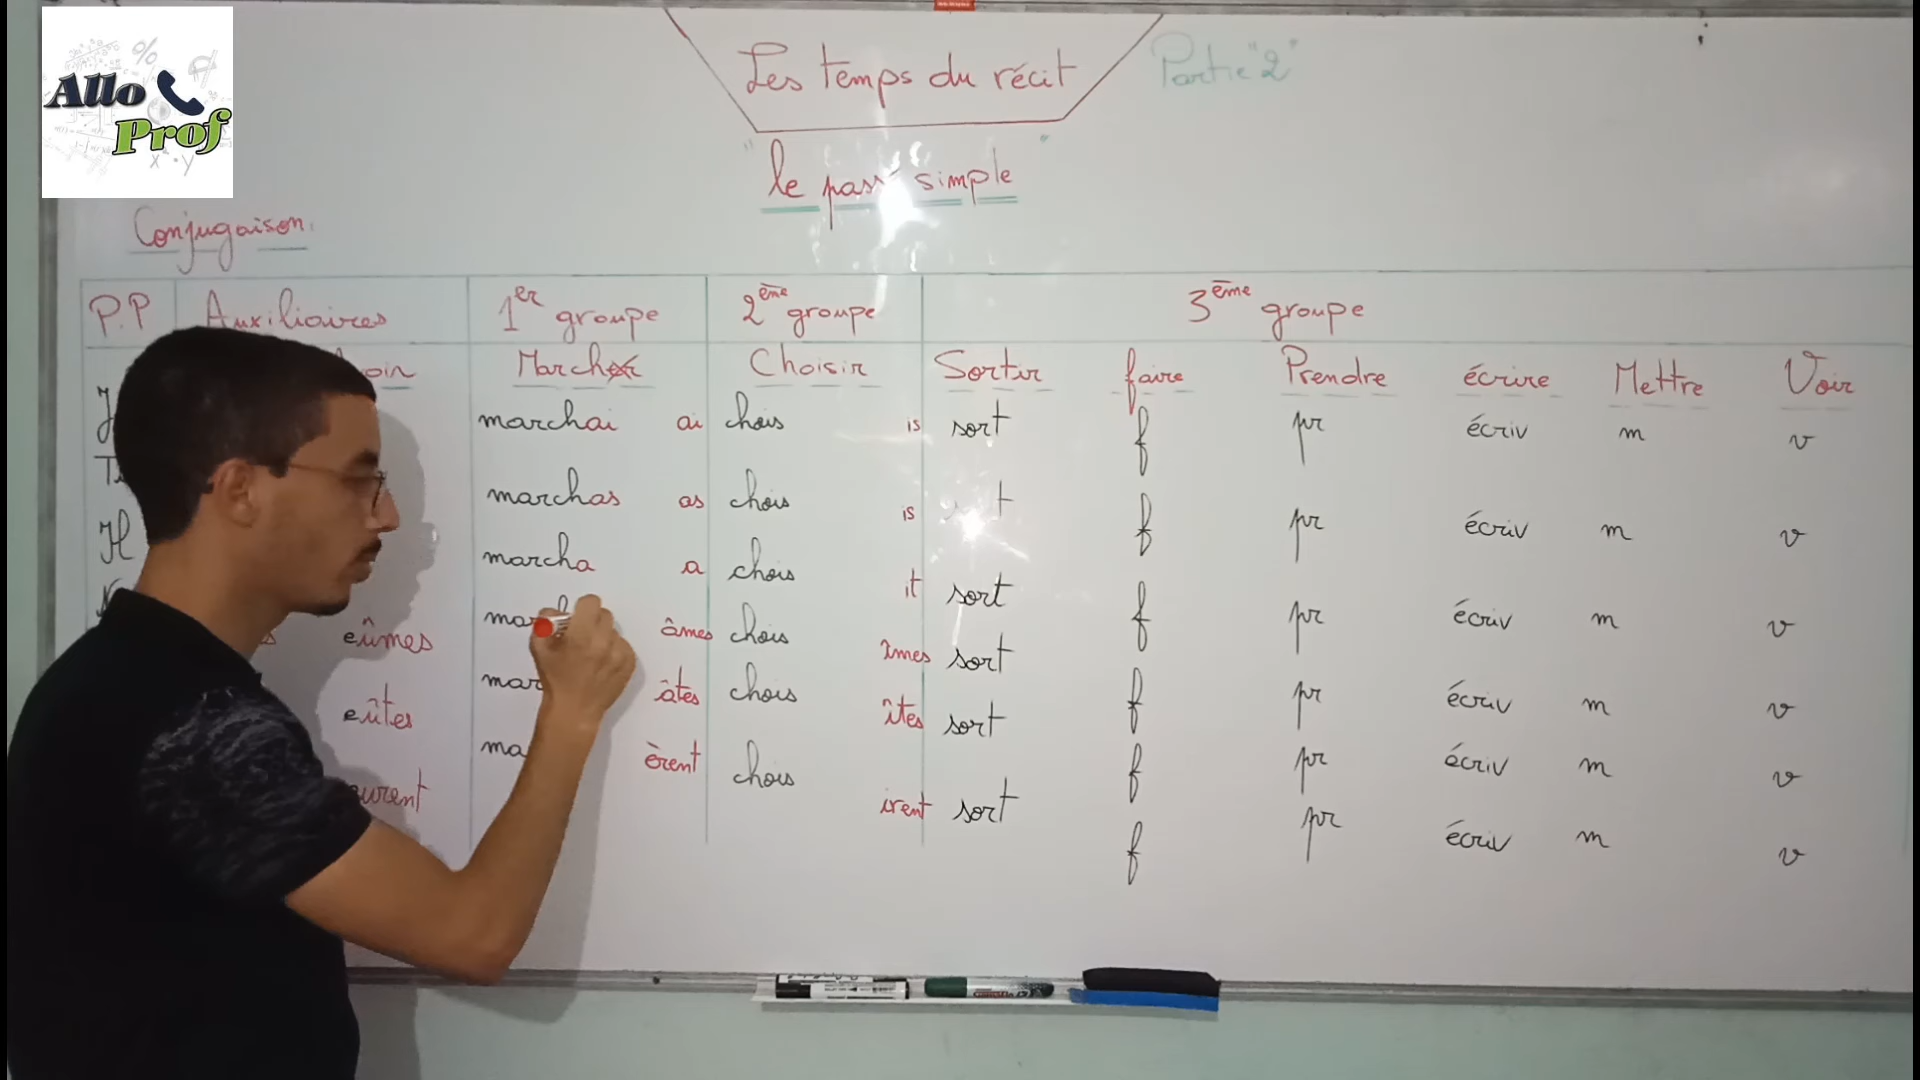 Allo
Prof
Les temps du récit
Partie "2"
"le passé simple"
Conjugaison:
P.P Auxiliaires 1er groupe 2ème groupe 3ème groupe
Marcher Choisir Sortir faire Prendre écrire Mettre Voir
marchai ai chois is sort f pr écriv m v
marchas as chois is f pr écriv m v
marcha a chois it sort f pr écriv m v
eûmes âmes chois îmes sort f pr écriv m v
eûtes âtes chois îtes sort f pr écriv m v
eurent èrent chois irent sort f pr écriv m v